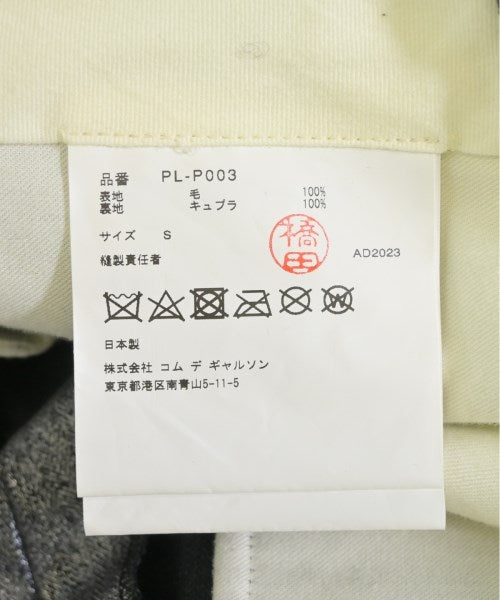 品番 PL-P003
表地 毛 100%
裏地 キュプラ 100%
サイズ S
橋田
縫製責任者 AD2023
W
日本製
株式会社 コム デ ギャルソン
東京都港区南青山5-11-5